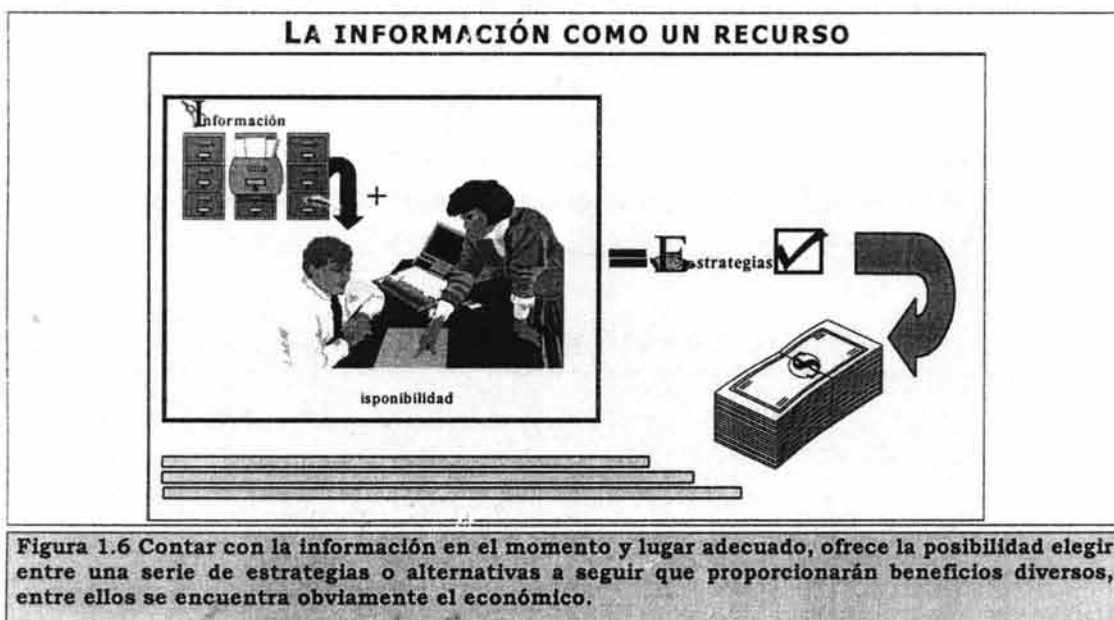 LA INFORMACIÓN COMO UN RECURSO
Información
+
= Estrategias
$
isponibilidad
Figura 1.6 Contar con la información en el momento y lugar adecuado, ofrece la posibilidad elegir
entre una serie de estrategias o alternativas a seguir que proporcionarán beneficios diversos,
entre ellos se encuentra obviamente el económico.